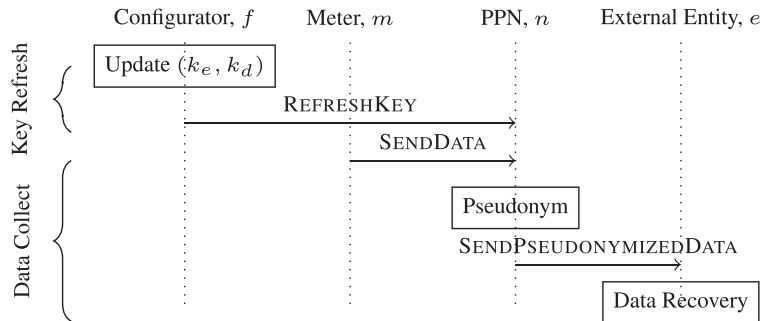 Configurator, f Meter, m PPN, n External Entity, e
Update (k_e, k_d)
Key Refresh
REFRESHKEY
SENDDATA
Data Collect
Pseudonym
SENDPSEUDONYMIZEDDATA
Data Recovery